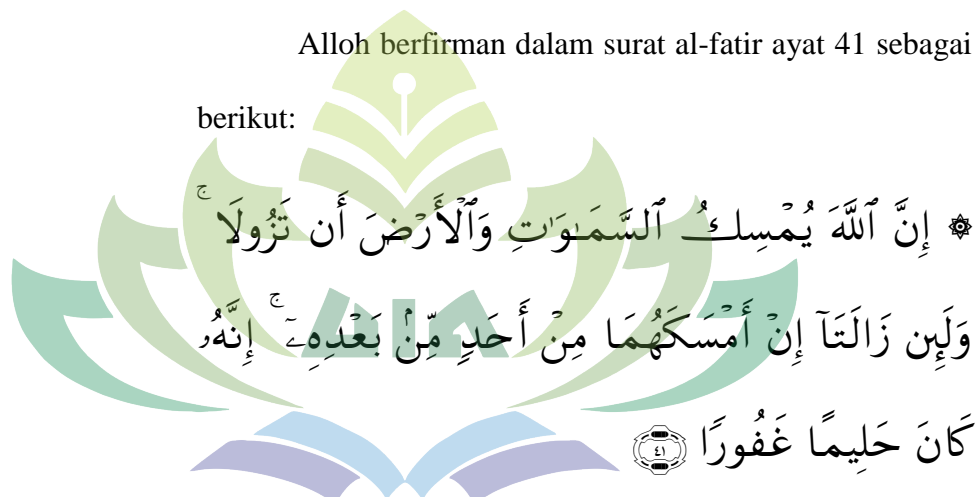 Alloh berfirman dalam surat al-fatir ayat 41 sebagai
berikut:
۞ إِنَّ ٱللَّهَ يُمۡسِكُ ٱلسَّمَٰوَٰتِ وَٱلۡأَرۡضَ أَن تَزُولَاۚ
وَلَئِن زَالَتَآ إِنۡ أَمۡسَكَهُمَا مِنۡ أَحَدٖ مِّنۢ بَعۡدِهِۦٓۚ إِنَّهُۥ
كَانَ حَلِيمًا غَفُورٗا ٤١